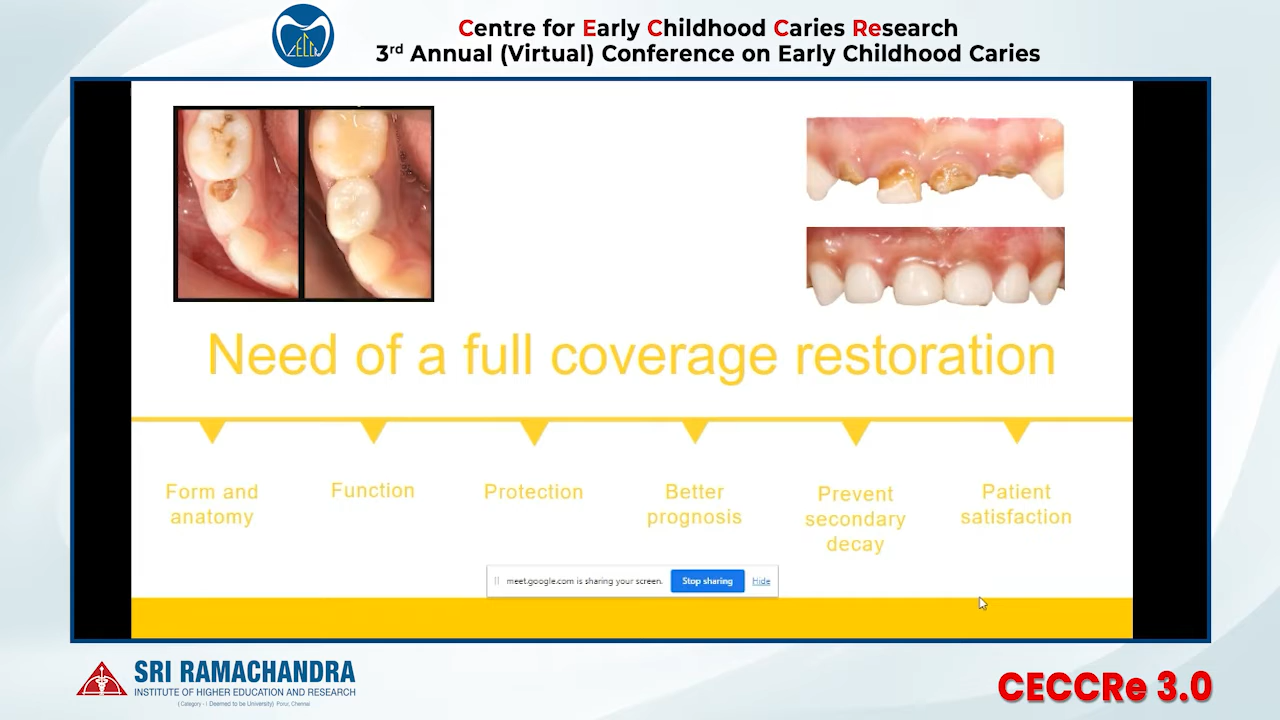 Centre for Early Childhood Caries Research
3rd Annual (Virtual) Conference on Early Childhood Caries
CECCRe
Need of a full coverage restoration
Form and
anatomy
Function
Protection
Better
prognosis
Prevent
secondary
decay
Patient
satisfaction
meet.google.com is sharing your screen.
Stop sharing
Hide
SRI RAMACHANDRA
INSTITUTE OF HIGHER EDUCATION AND RESEARCH
( Category - I Deemed to be University) Porur, Chennai
CECCRe 3.0